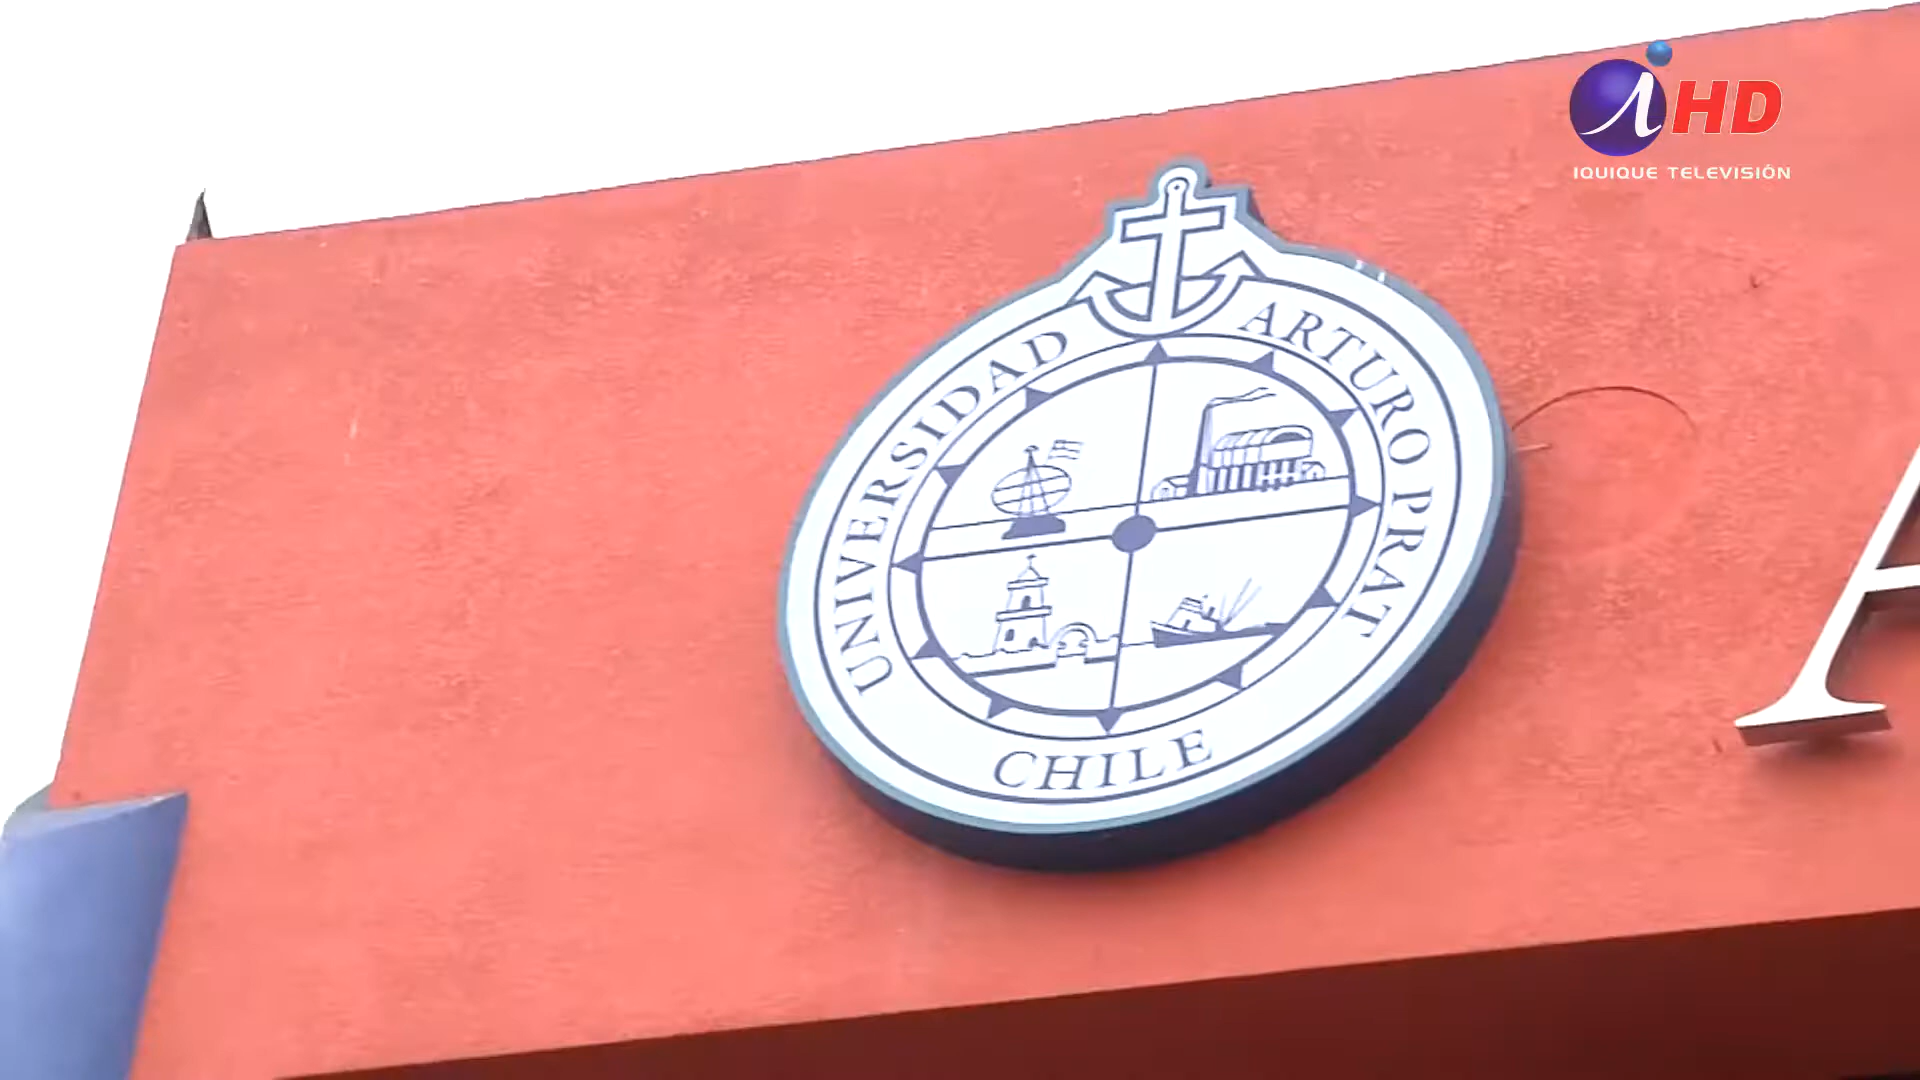 HD
IQUIQUE TELEVISIÓN
UNIVERSIDAD ARTURO PRAT
CHILE
A